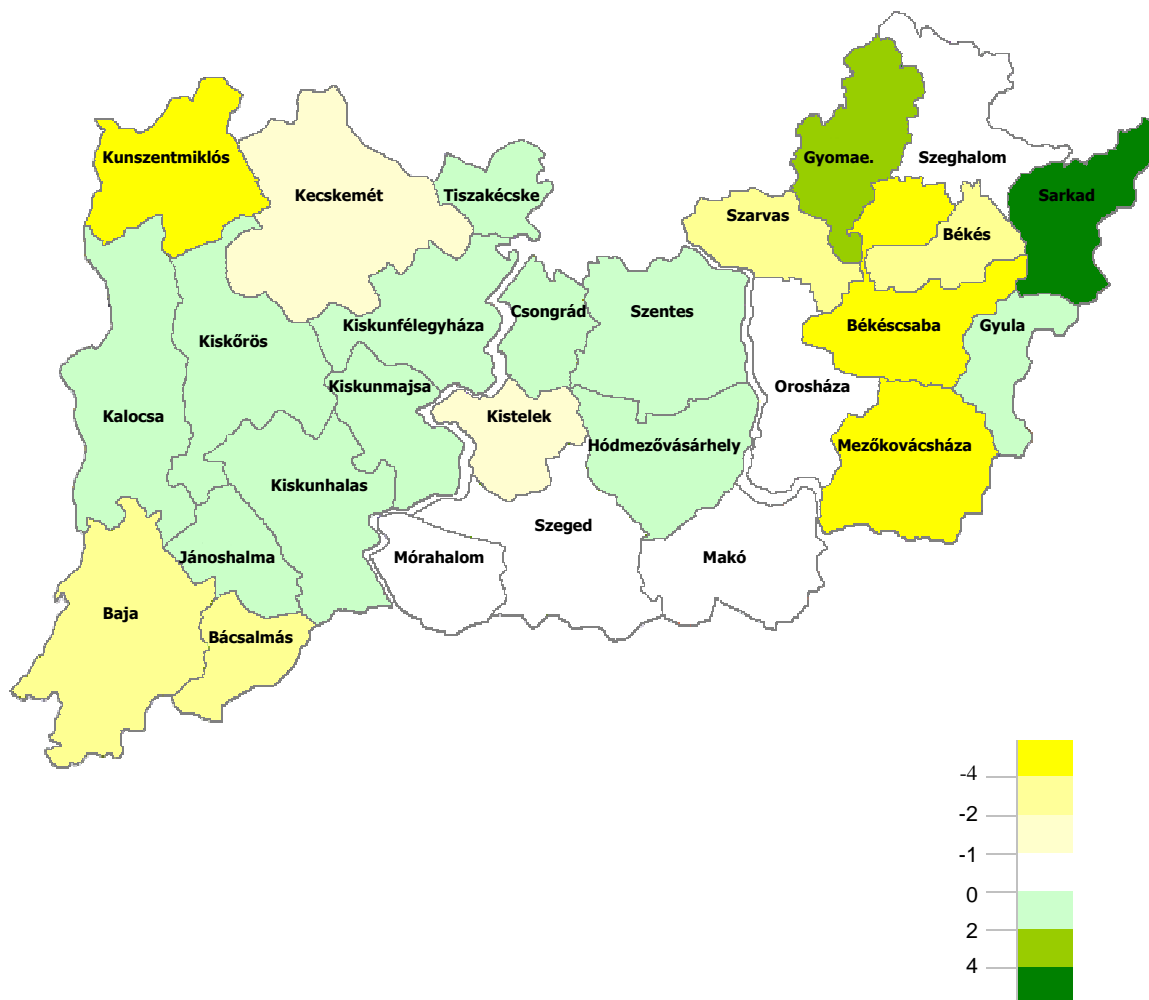 Kunszentmiklós
Gyomae.
Szeghalom
Kecskemét
Tiszakécske
Sarkad
Szarvas
Békés
Csongrád
Szentes
Kiskunfélegyháza
Békéscsaba
Gyula
Kiskőrös
Kiskunmajsa
Orosháza
Kalocsa
Kistelek
Hódmezővásárhely
Mezőkovácsháza
Kiskunhalas
Szeged
Jánoshalma
Mórahalom
Makó
Baja
Bácsalmás
-4
-2
-1
0
2
4